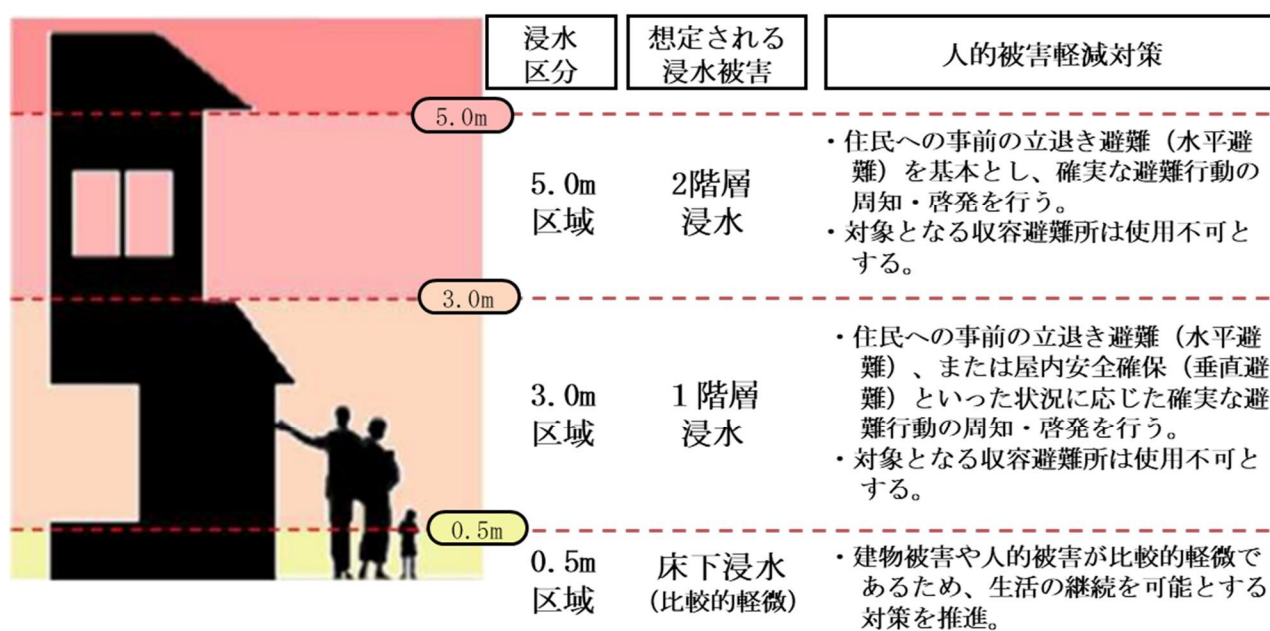 浸水
区分
想定される
浸水被害
人的被害軽減対策
5.0m
5.0m
区域
2階層
浸水
・住民への事前の立退き避難（水平避
難）を基本とし、確実な避難行動の
周知・啓発を行う。
・対象となる収容避難所は使用不可と
する。
3.0m
3.0m
区域
1階層
浸水
・住民への事前の立退き避難（水平避
難）、または屋内安全確保（垂直避
難）といった状況に応じた確実な避
難行動の周知・啓発を行う。
・対象となる収容避難所は使用不可と
する。
0.5m
0.5m
区域
床下浸水
(比較的軽微)
・建物被害や人的被害が比較的軽微で
あるため、生活の継続を可能とする
対策を推進。